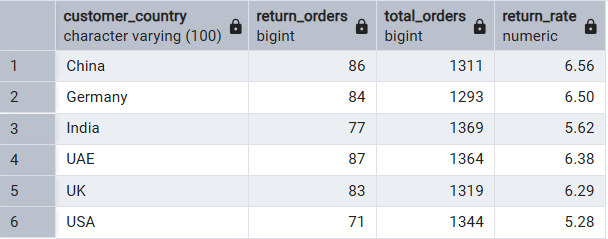 customer_country return_orders total_orders return_rate
character varying (100) bigint bigint numeric
1 China 86 1311 6.56
2 Germany 84 1293 6.50
3 India 77 1369 5.62
4 UAE 87 1364 6.38
5 UK 83 1319 6.29
6 USA 71 1344 5.28